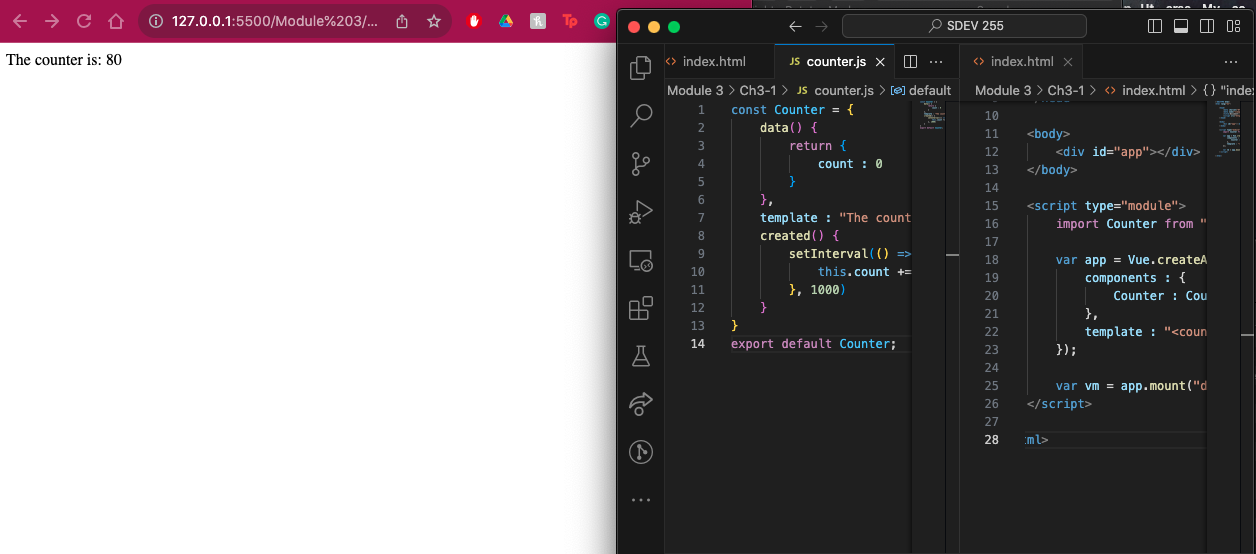 127.0.0.1:5500/Module%203/...
The counter is: 80
SDEV 255
index.html
JS counter.js
index.html
Module 3 > Ch3-1 > JS counter.js > default
1 const Counter = {
2 data() {
3 return {
4 count : 0
5 }
6 },
7 template : "The count
8 created() {
9 setInterval(() =>
10 this.count +=
11 }, 1000)
12 }
13 }
14 export default Counter;
Module 3 > Ch3-1 > <> index.html > {} "inde
10
11 <body>
12 <div id="app"></div>
13 </body>
14
15 <script type="module">
16 import Counter from "
17
18 var app = Vue.createA
19 components : {
20 Counter : Cou
21 },
22 template : "<coun
23 });
24
25 var vm = app.mount("d
26 </script>
27
28 ml>